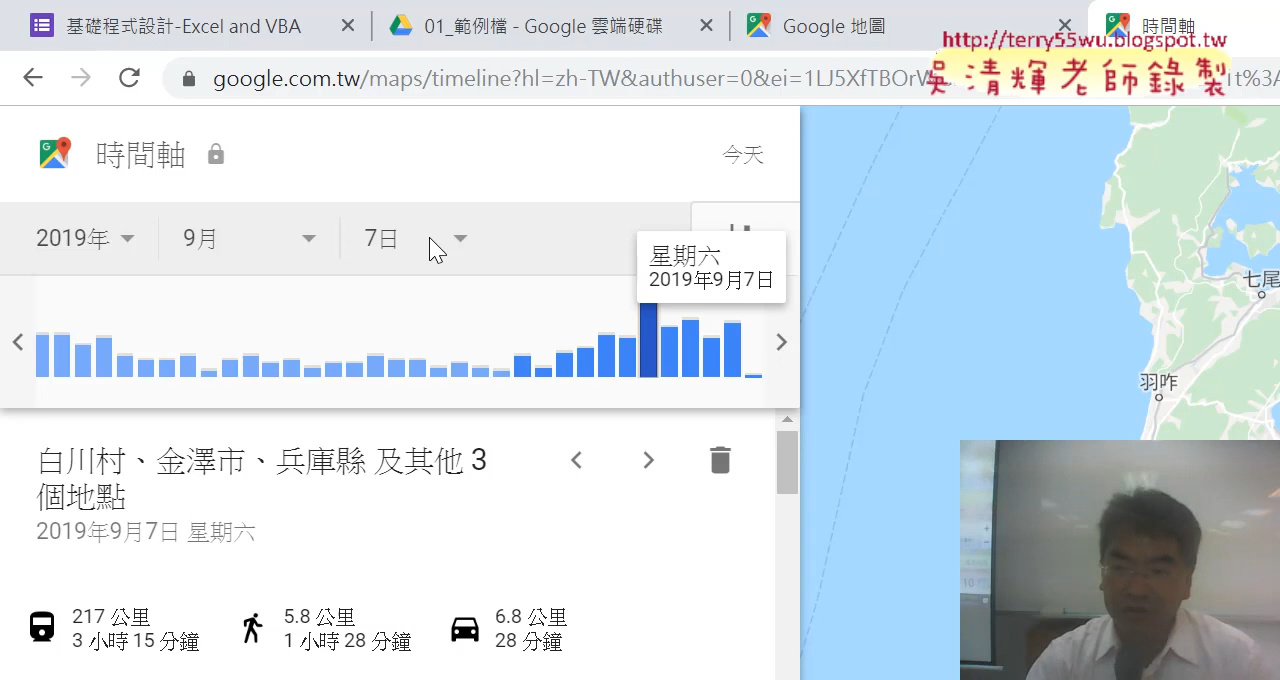 基礎程式設計-Excel and VBA
01_範例檔 - Google 雲端硬碟
Google 地圖
時間軸
http://terry55wu.blogspot.tw
吳清輝老師錄製
google.com.tw/maps/timeline?hl=zh-TW&authuser=0&ei=1LJ5XfTBOrW
時間軸
今天
2019年
9月
7日
星期六
2019年9月7日
七尾
羽咋
白川村、金澤市、兵庫縣 及其他 3
個地點
2019年9月7日 星期六
217 公里
3 小時 15 分鐘
5.8 公里
1 小時 28 分鐘
6.8 公里
28 分鐘